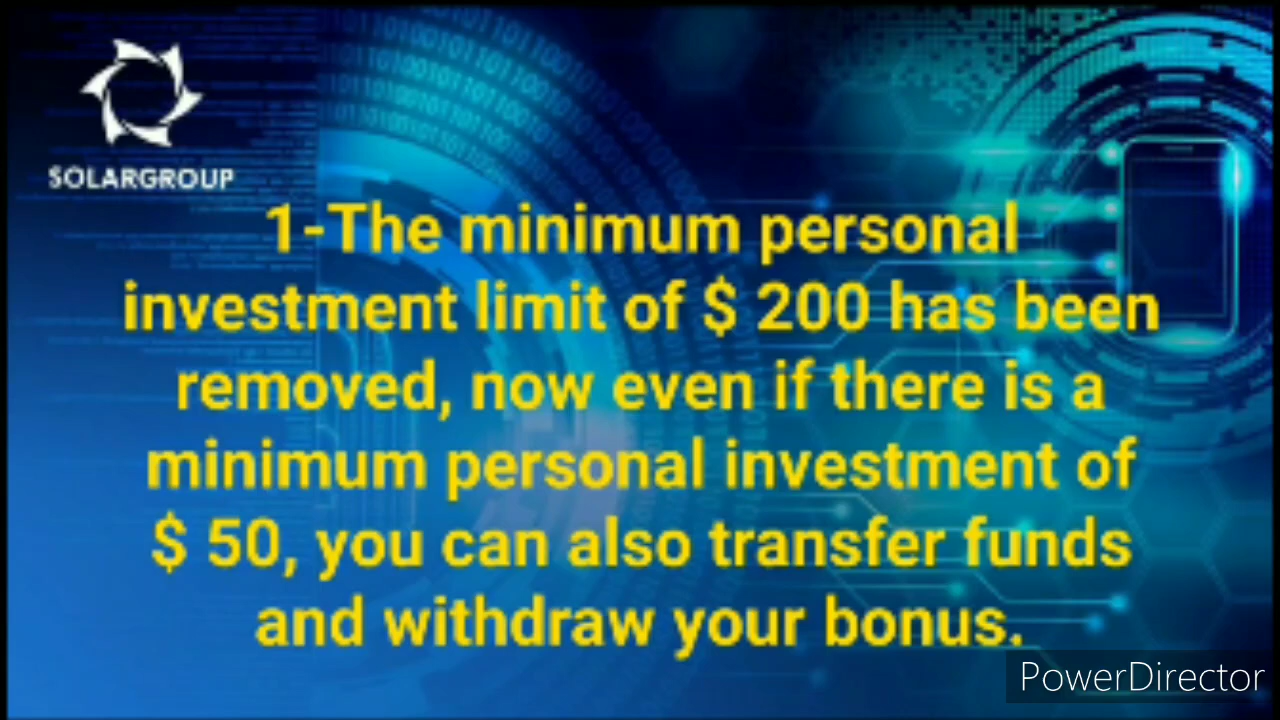 SOLARGROUP
1-The minimum personal
investment limit of $ 200 has been
removed, now even if there is a
minimum personal investment of
$ 50, you can also transfer funds
and withdraw your bonus.
PowerDirector